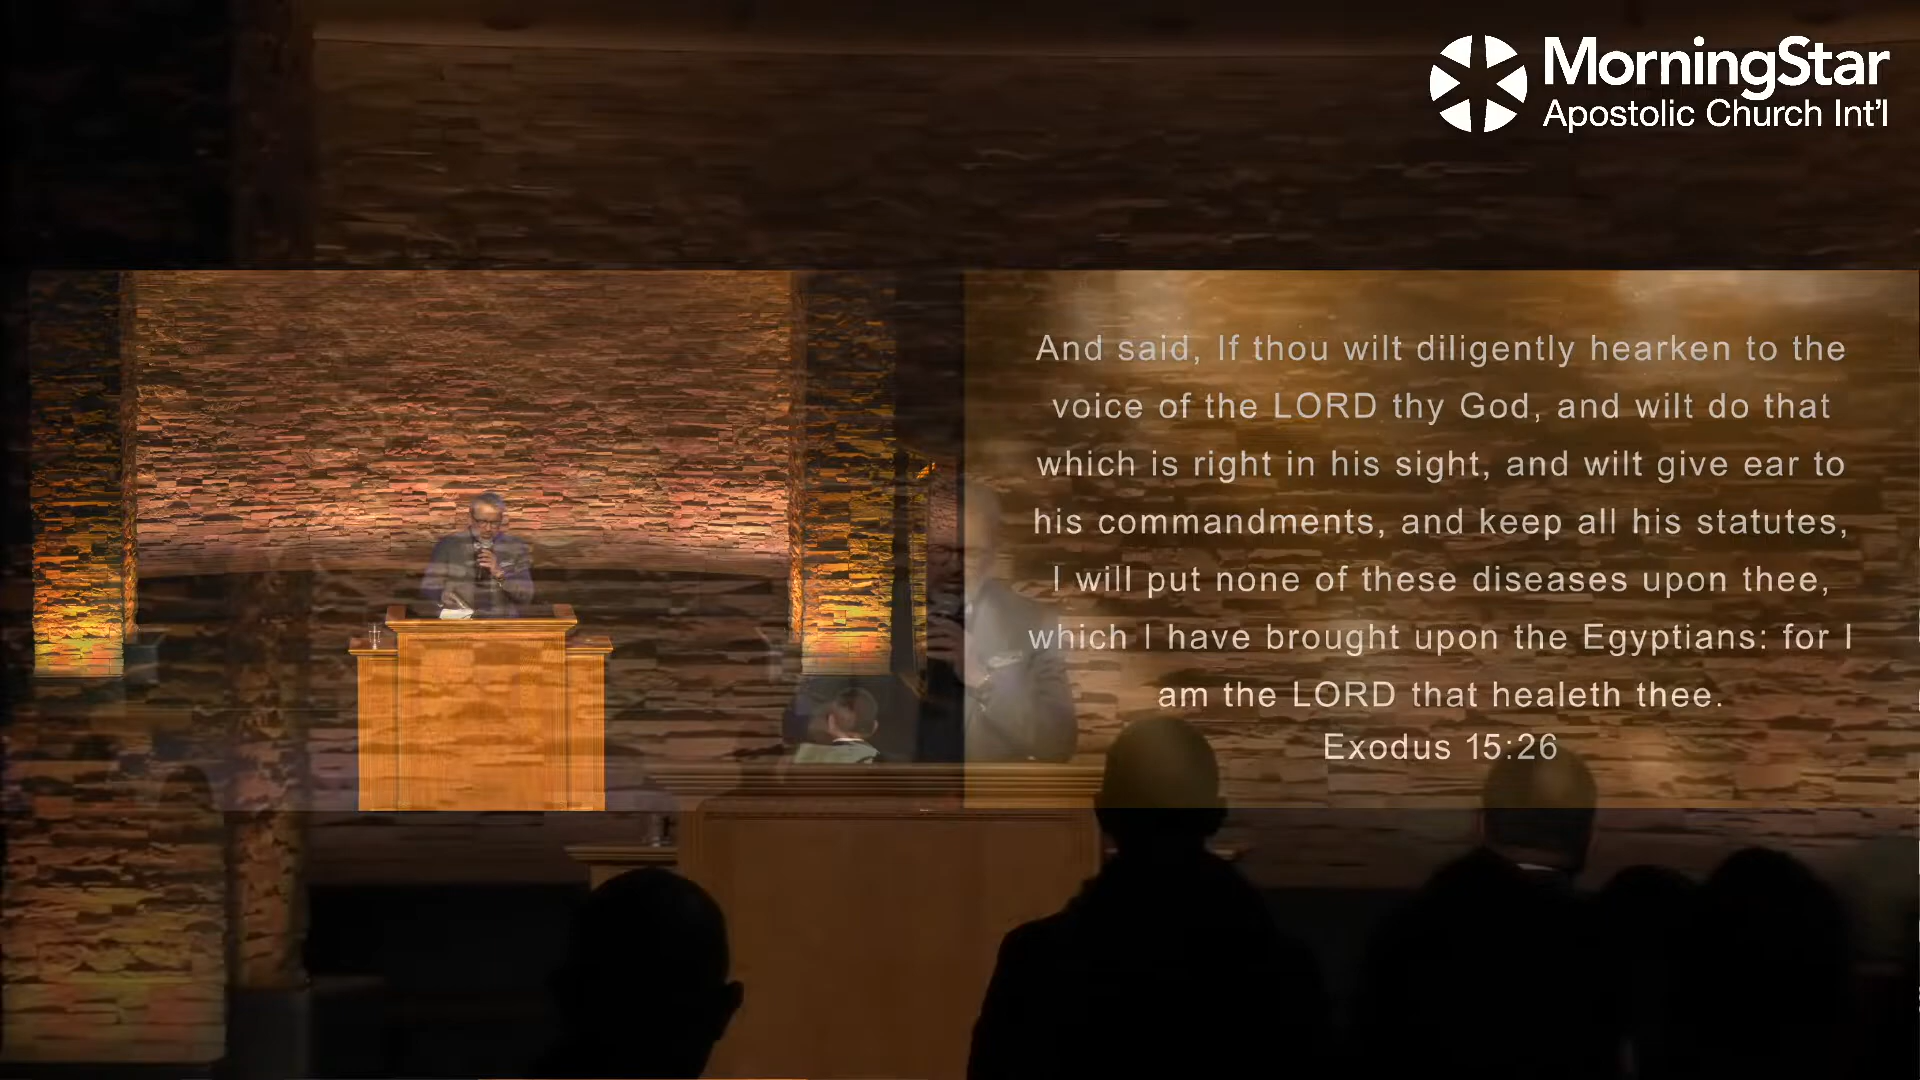 MorningStar
Apostolic Church Int'l
And said, If thou wilt diligently hearken to the
voice of the LORD thy God, and wilt do that
which is right in his sight, and wilt give ear to
his commandments, and keep all his statutes,
I will put none of these diseases upon thee,
which I have brought upon the Egyptians: for I
am the LORD that healeth thee.
Exodus 15:26